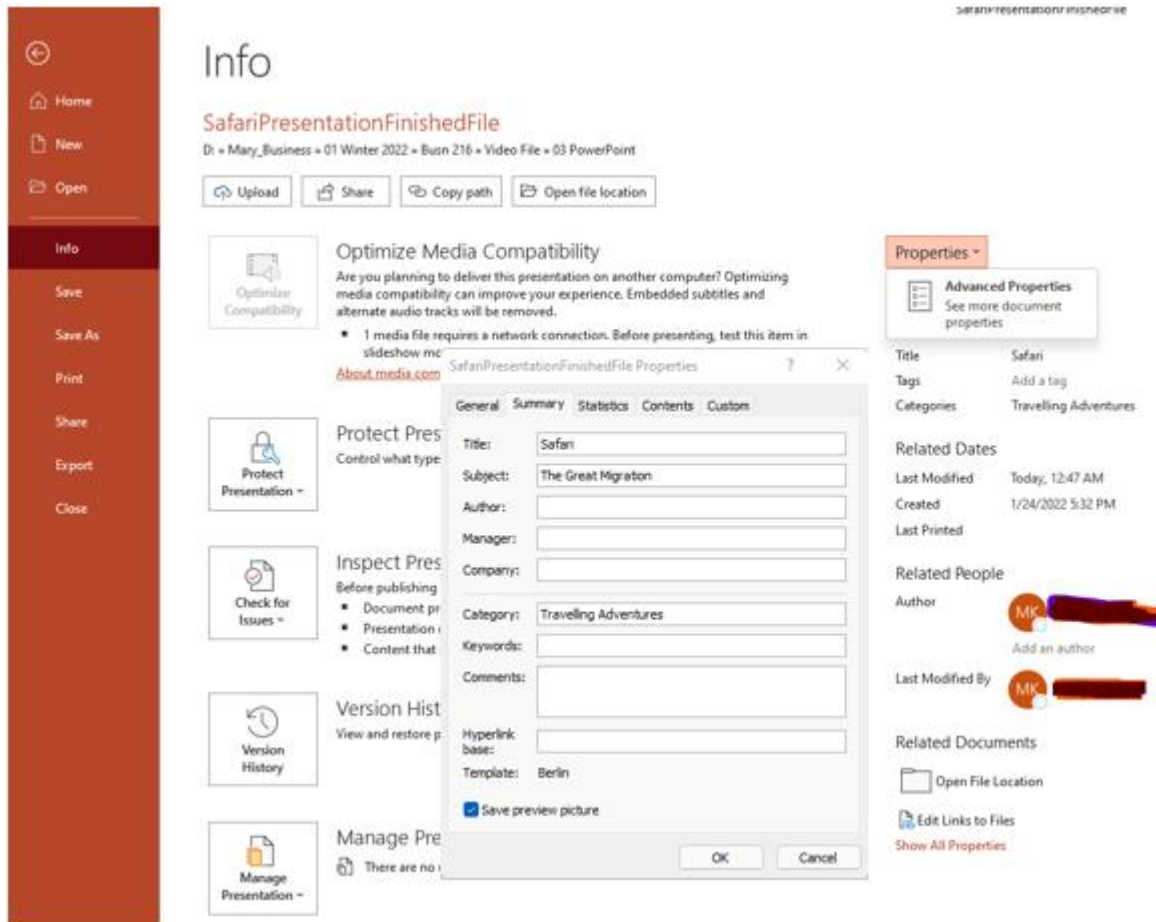 SafariPresentationFinishedFile
Info
Home
New
Open
Info
Save
Save As
Print
Share
Export
Close
SafariPresentationFinishedFile
D: » Mary_Business » 01 Winter 2022 » Busn 216 » Video File » 03 PowerPoint
Upload
Share
Copy path
Open file location
Optimize Compatibility
Optimize Media Compatibility
Are you planning to deliver this presentation on another computer? Optimizing
media compatibility can improve your experience. Embedded subtitles and
alternate audio tracks will be removed.
▪ 1 media file requires a network connection. Before presenting, test this item in
slideshow mo
About media com
Protect Presentation
Protect Pres
Control what type
Check for Issues
Inspect Pres
Before publishing
▪ Document pr
▪ Presentation
▪ Content that
Version History
Version Hist
View and restore p
Manage Presentation
Manage Pre
There are no
SafariPresentationFinishedFile Properties ?
General Summary Statistics Contents Custom
Title: Safari
Subject: The Great Migration
Author:
Manager:
Company:
Category: Travelling Adventures
Keywords:
Comments:
Hyperlink
base:
Template: Berlin
Save preview picture
OK Cancel
Properties
Advanced Properties
See more document
properties
Title Safari
Tags Add a tag
Categories Travelling Adventures
Related Dates
Last Modified Today, 12:47 AM
Created 1/24/2022 5:32 PM
Last Printed
Related People
Author MK
Add an author
Last Modified By MK
Related Documents
Open File Location
Edit Links to Files
Show All Properties